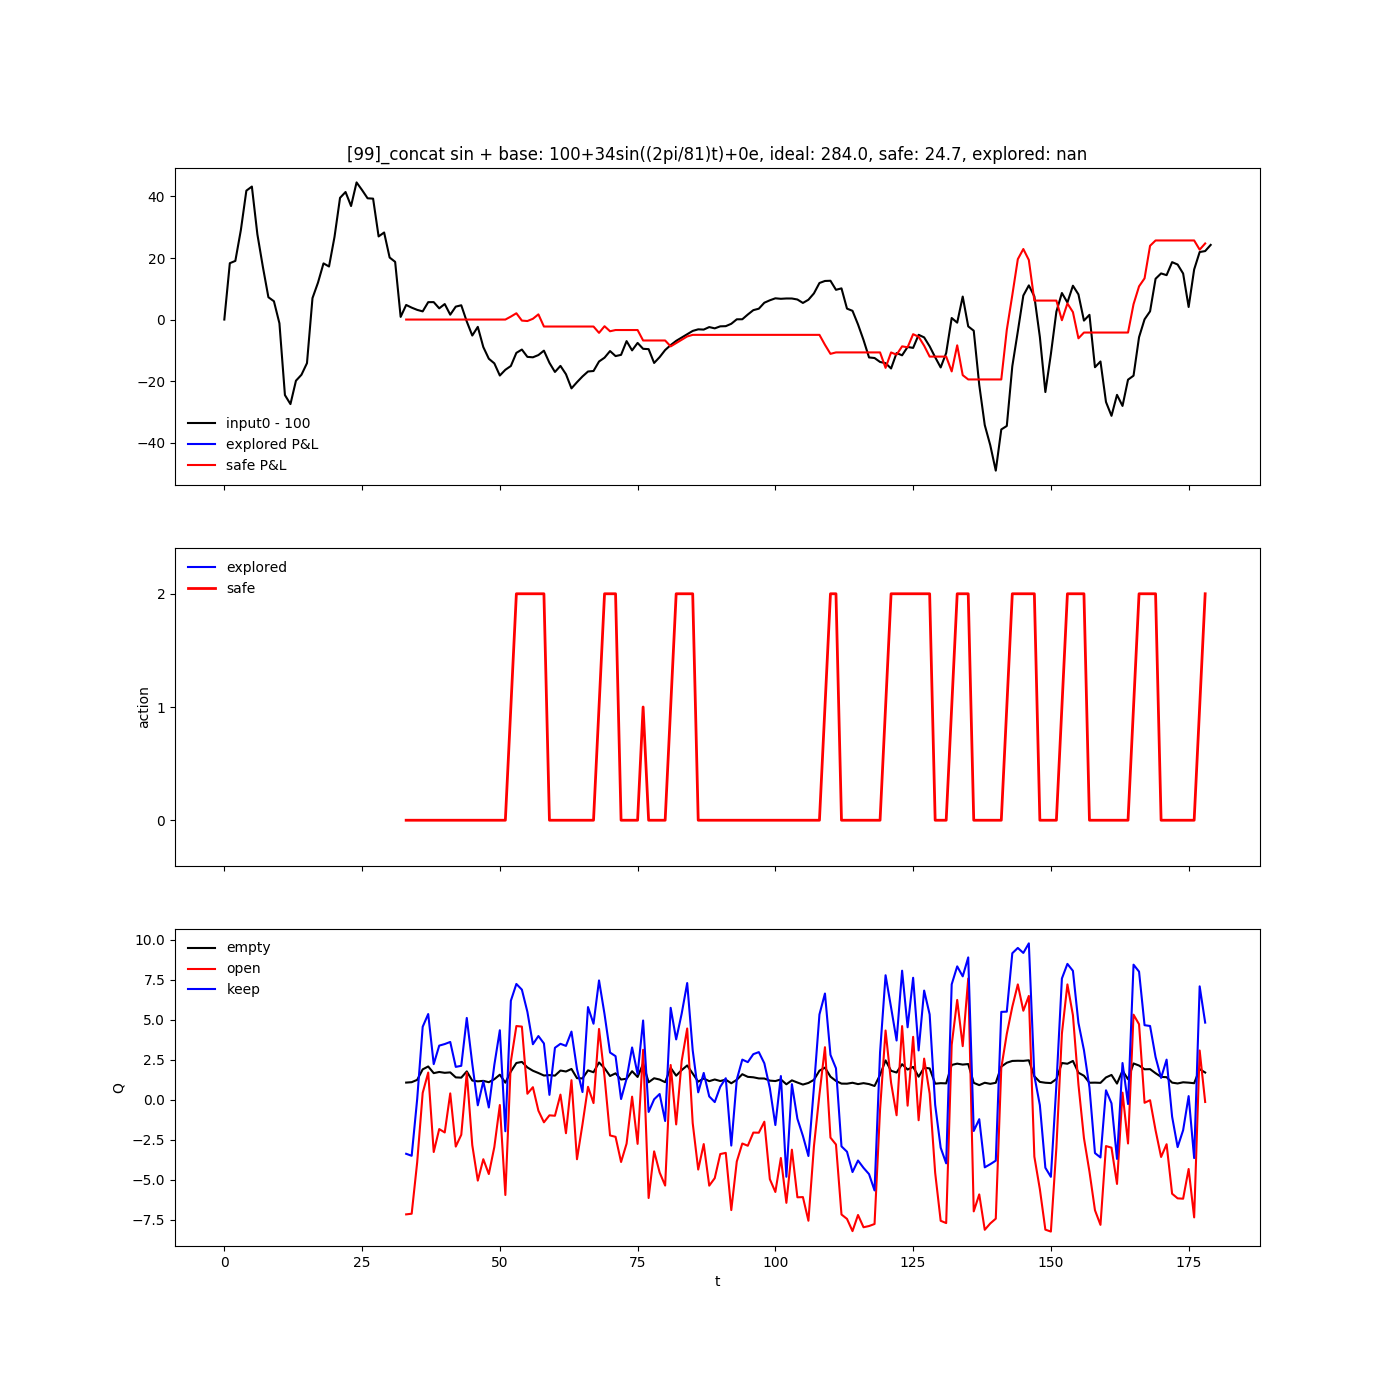 [99]_concat sin + base: 100+34sin((2pi/81)t)+0e, ideal: 284.0, safe: 24.7, explored: nan
40
20
0
−20
−40
input0 - 100
explored P&L
safe P&L
explored
safe
2
1
0
action
empty
open
keep
10.0
7.5
5.0
2.5
0.0
−2.5
−5.0
−7.5
Q
0 25 50 75 100 125 150 175
t